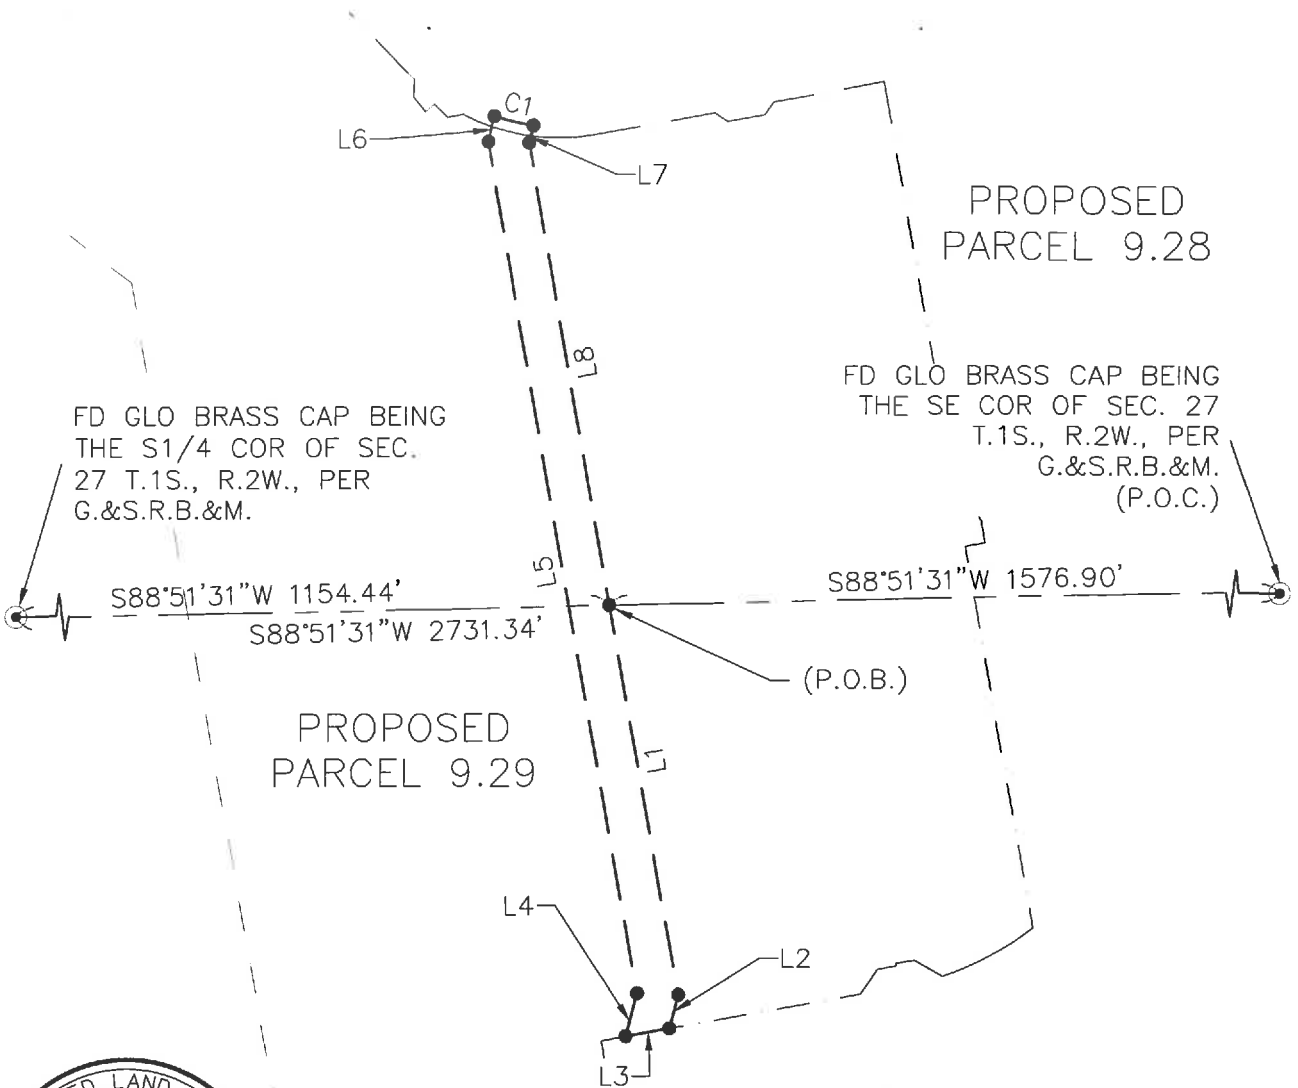 C1
L6
L7
PROPOSED
PARCEL 9.28
L8
FD GLO BRASS CAP BEING
THE S1/4 COR OF SEC.
27 T.1S., R.2W., PER
G.&S.R.B.&M.
FD GLO BRASS CAP BEING
THE SE COR OF SEC. 27
T.1S., R.2W., PER
G.&S.R.B.&M.
(P.O.C.)
L5
S88°51'31"W 1154.44'
S88°51'31"W 1576.90'
S88°51'31"W 2731.34'
(P.O.B.)
PROPOSED
PARCEL 9.29
L1
L4
L2
L3
LAND